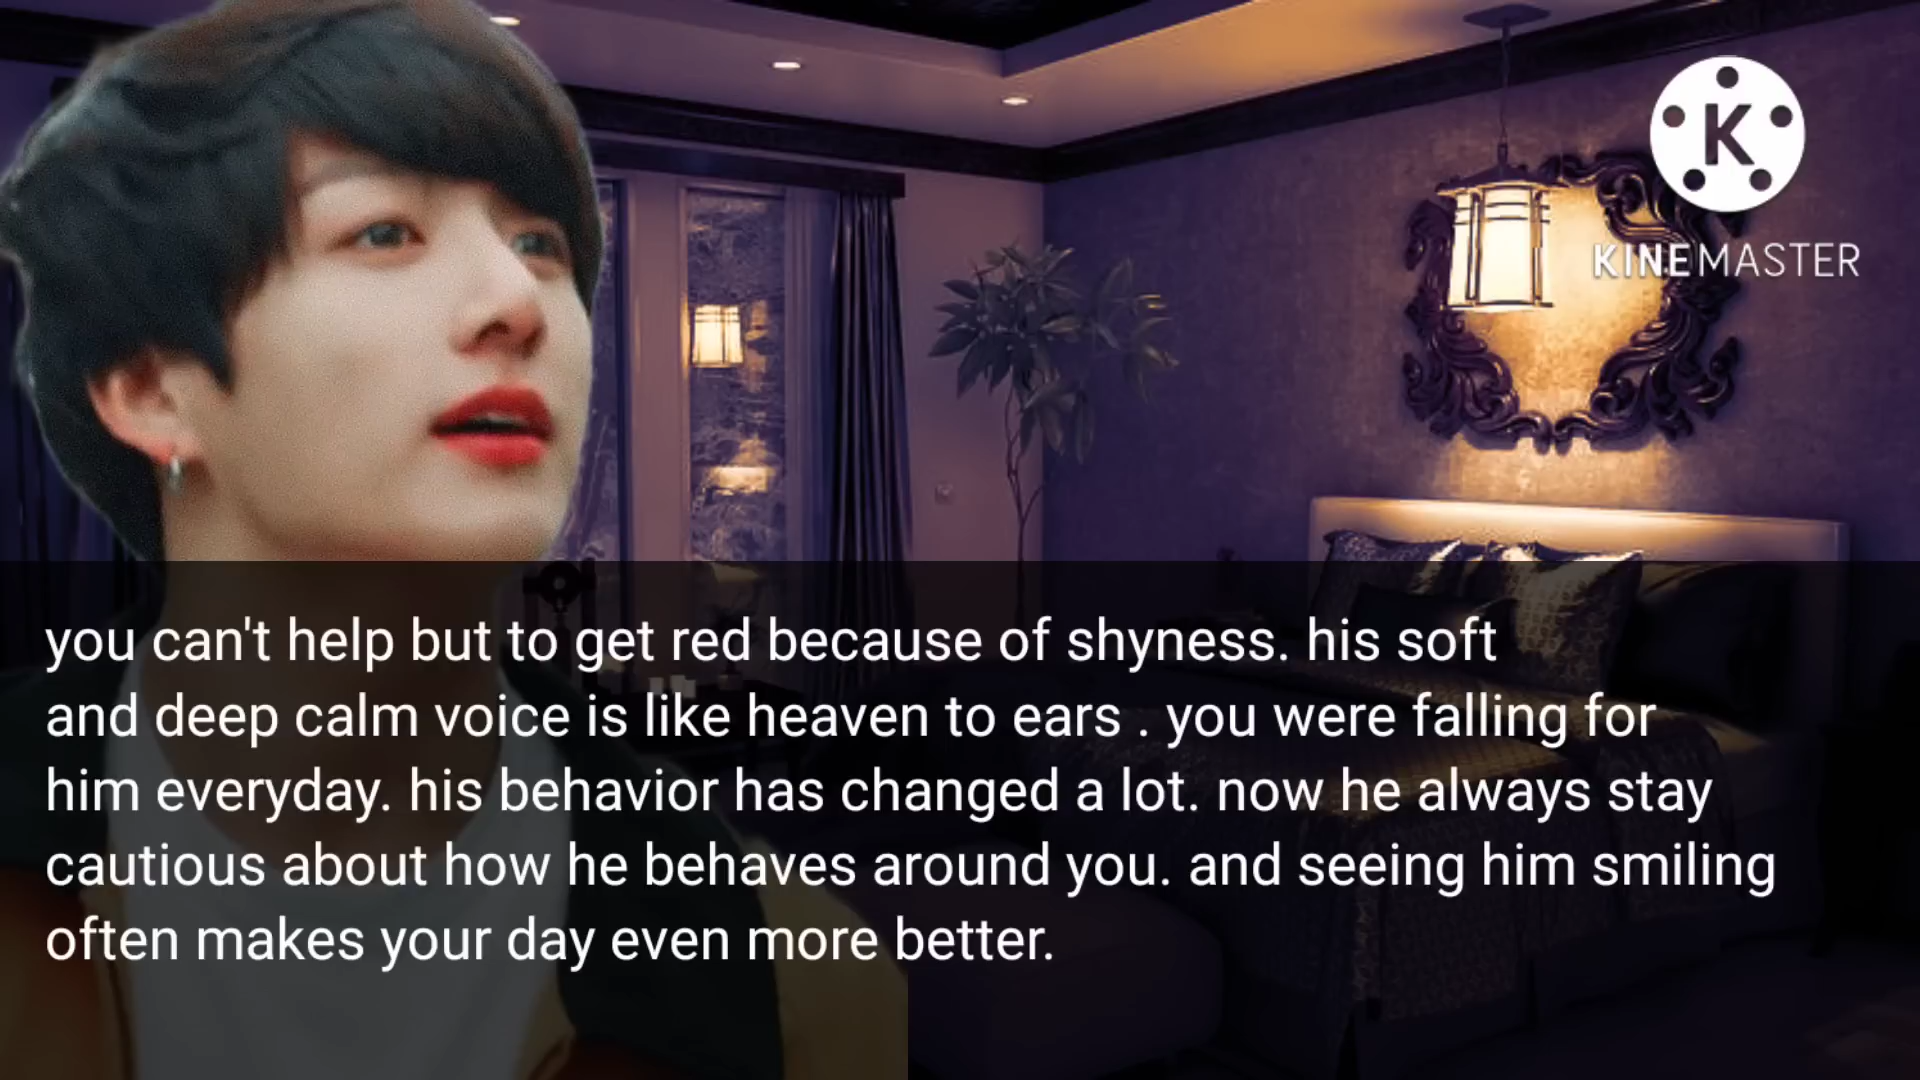 K
KINEMASTER
you can't help but to get red because of shyness. his soft
and deep calm voice is like heaven to ears . you were falling for
him everyday. his behavior has changed a lot. now he always stay
cautious about how he behaves around you. and seeing him smiling
often makes your day even more better.